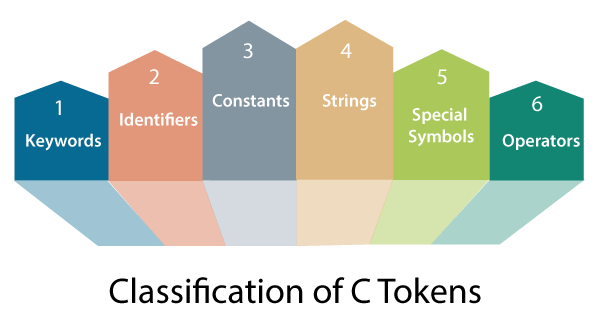 1
Keywords
2
Identifiers
3
Constants
4
Strings
5
Special
Symbols
6
Operators
Classification of C Tokens